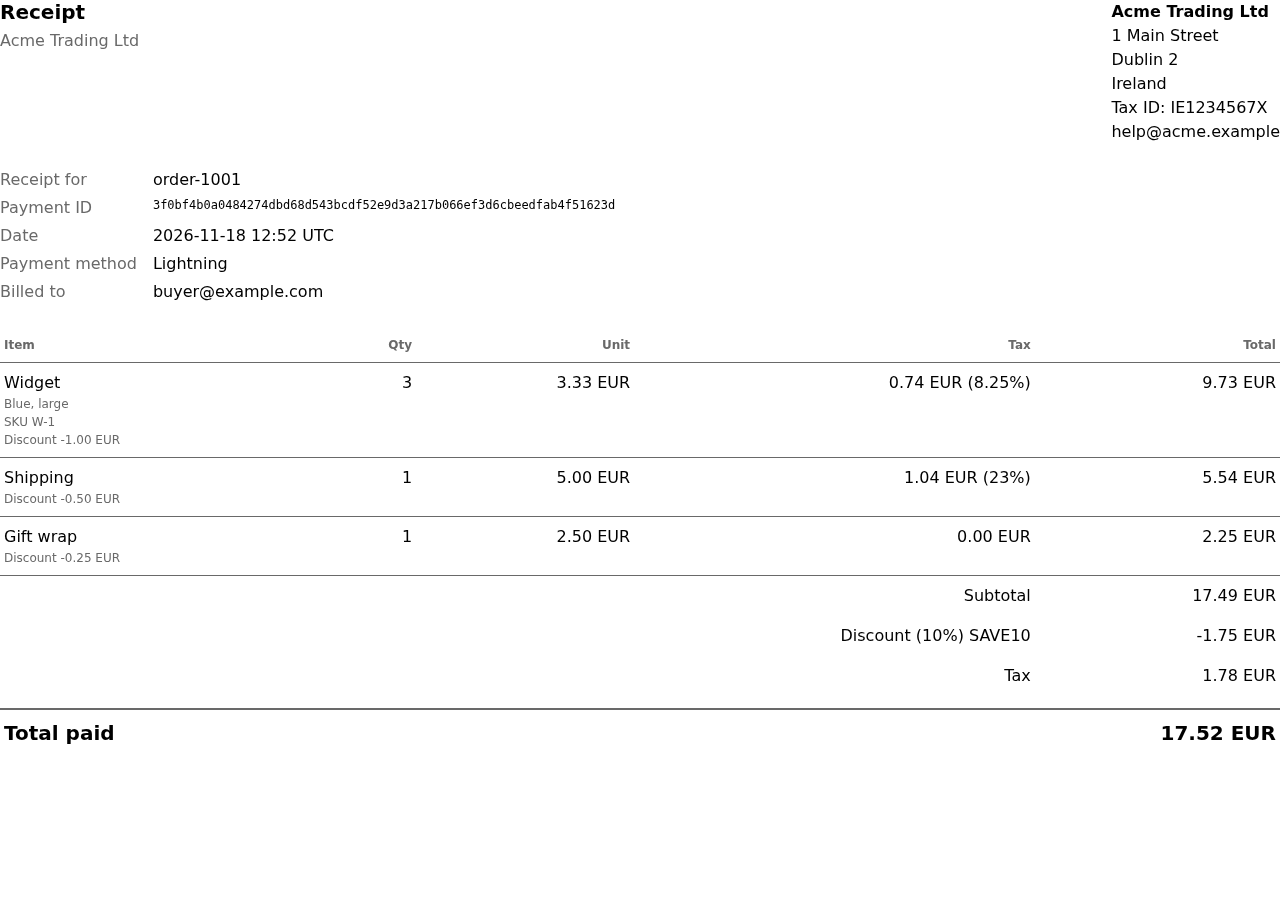 Receipt
Acme Trading Ltd
Acme Trading Ltd
1 Main Street
Dublin 2
Ireland
Tax ID: IE1234567X
help@acme.example
Receipt for order-1001
Payment ID 3f0bf4b0a0484274dbd68d543bcdf52e9d3a217b066ef3d6cbeedfab4f51623d
Date 2026-11-18 12:52 UTC
Payment method Lightning
Billed to buyer@example.com
Item Qty Unit Tax Total
Widget 3 3.33 EUR 0.74 EUR (8.25%) 9.73 EUR
Blue, large
SKU W-1
Discount -1.00 EUR
Shipping 1 5.00 EUR 1.04 EUR (23%) 5.54 EUR
Discount -0.50 EUR
Gift wrap 1 2.50 EUR 0.00 EUR 2.25 EUR
Discount -0.25 EUR
Subtotal 17.49 EUR
Discount (10%) SAVE10 -1.75 EUR
Tax 1.78 EUR
Total paid 17.52 EUR